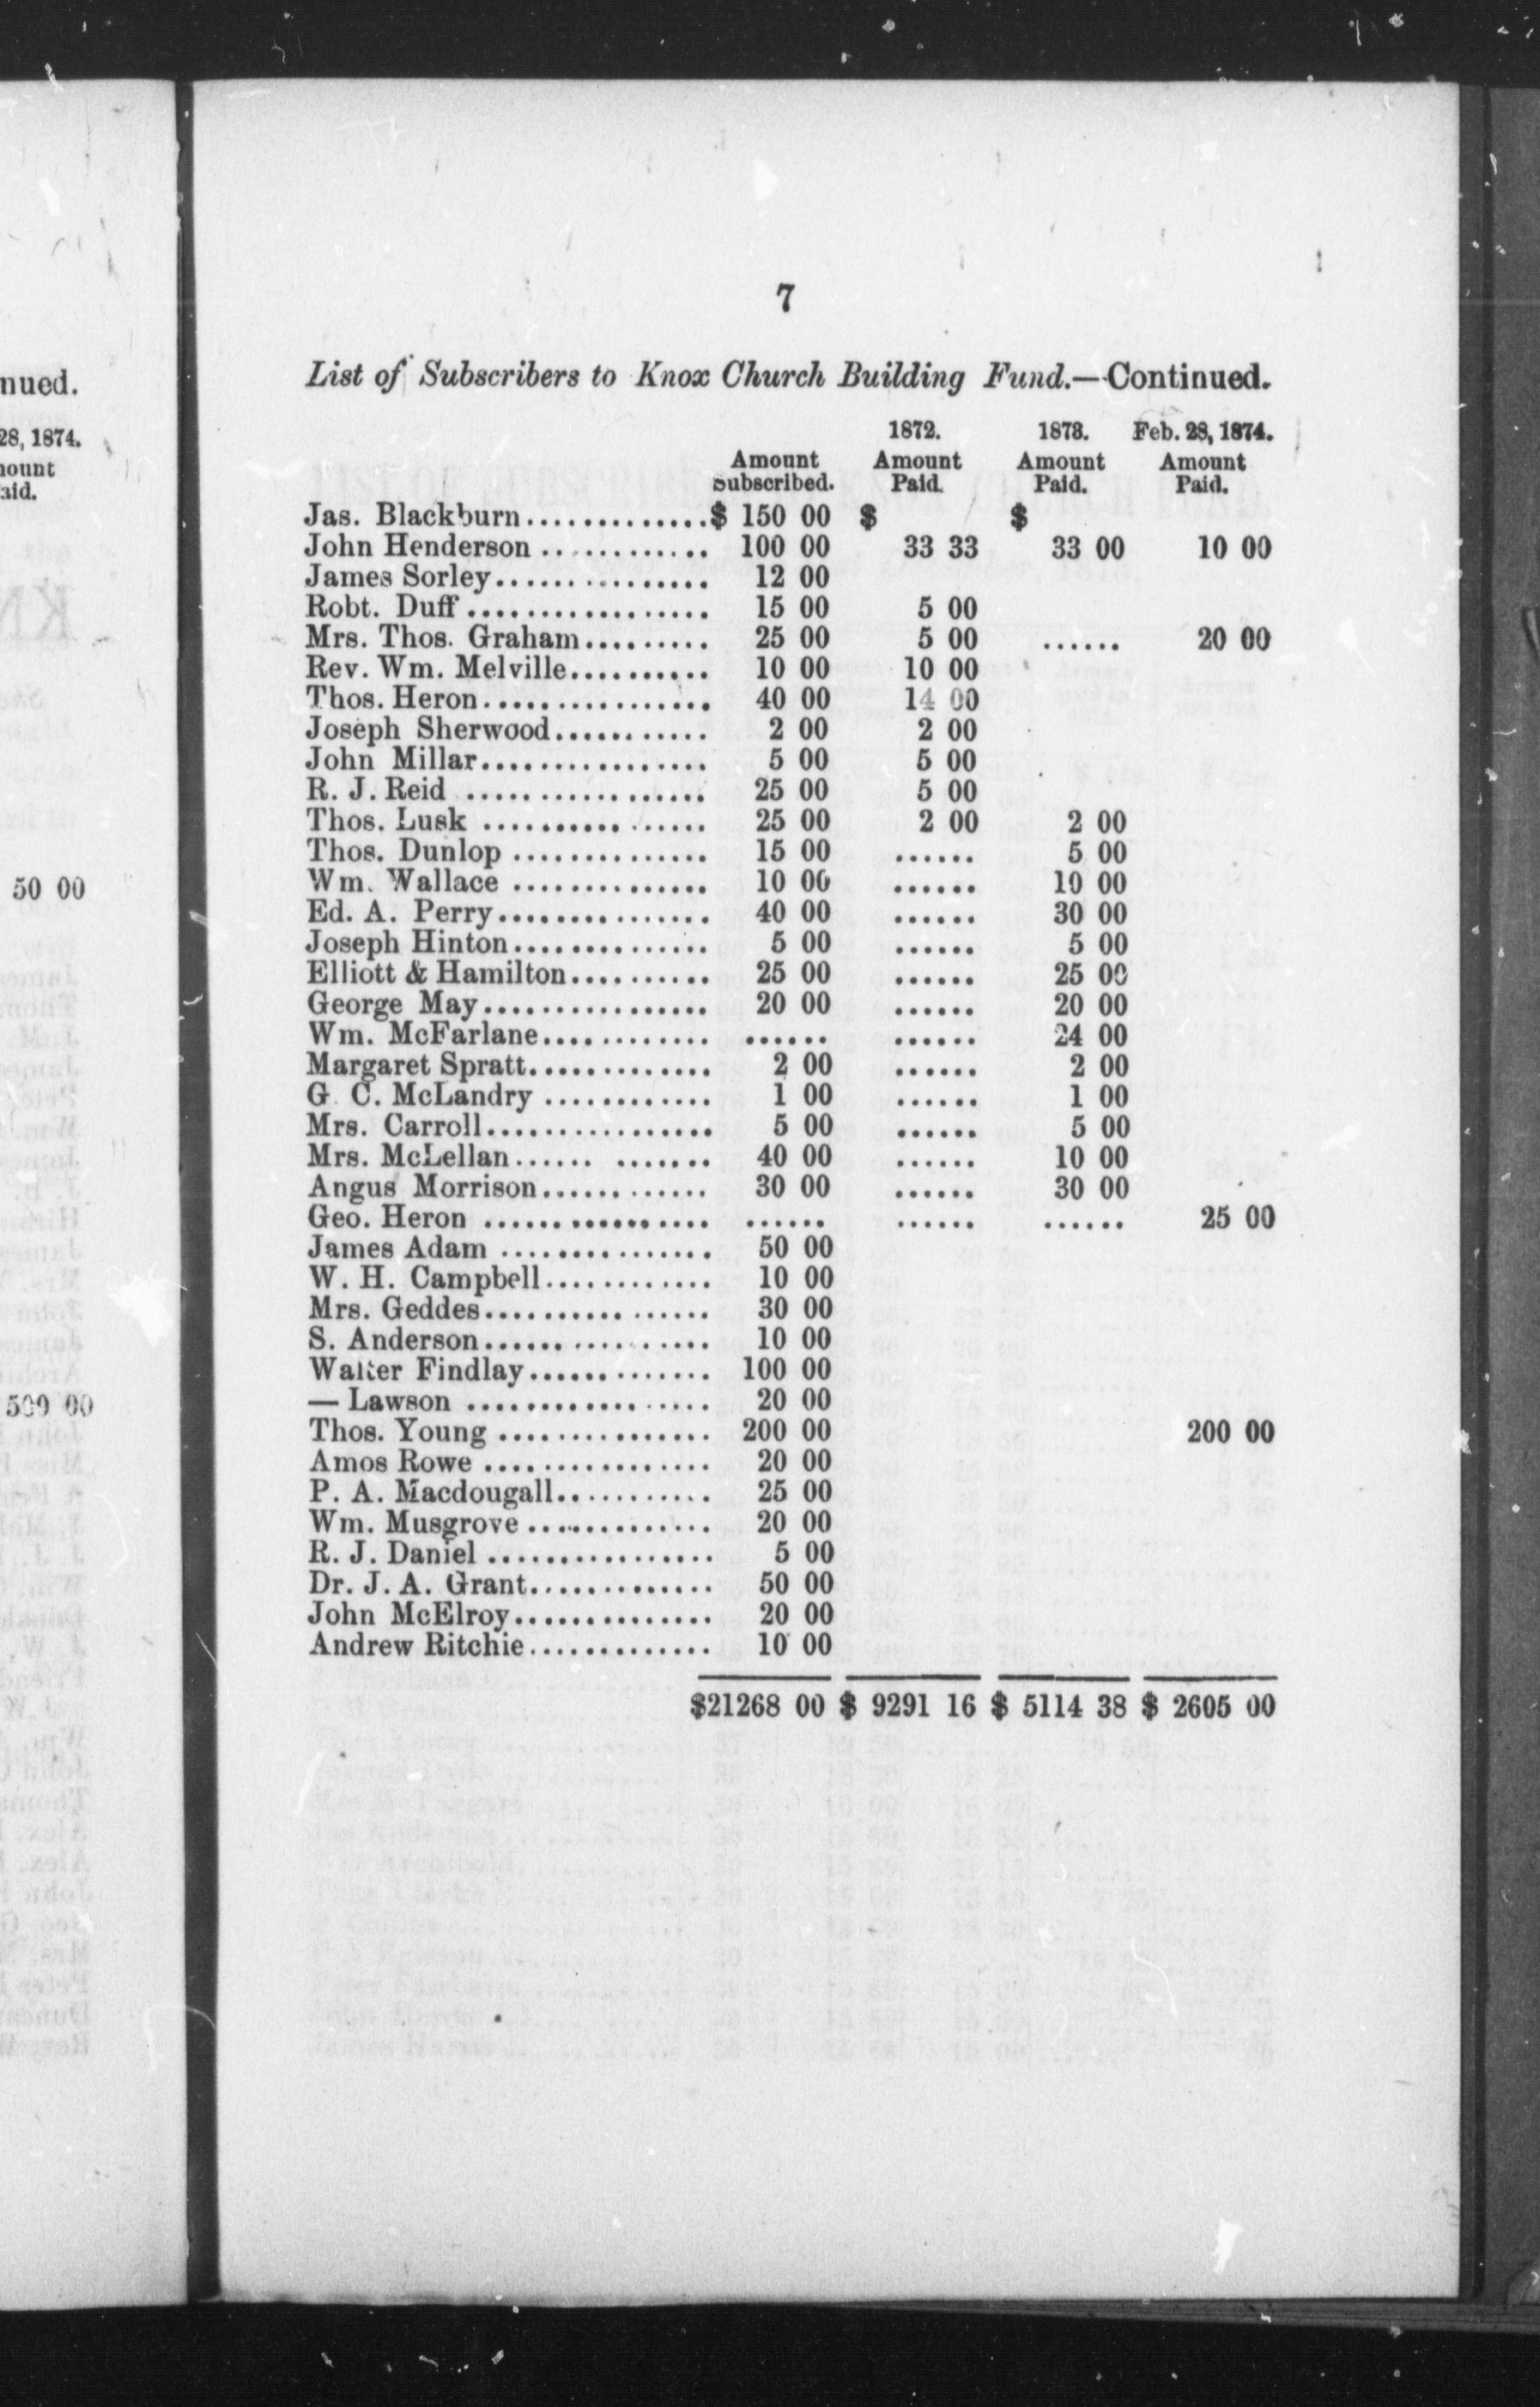 nued.
28, 1874.
50 00
7
List of Subscribers to Knox Church Building Fund.—Continued.
1872. 1873. Feb. 28, 1874.
Amount Amount Amount Amount
Subscribed. Paid. Paid. Paid.
Jas. Blackburn..............$ 150 00 $ $
John Henderson ............ 100 00 33 33 33 00 10 00
James Sorley................ 12 00
Robt. Duff ................. 15 00 5 00
Mrs. Thos. Graham......... 25 00 5 00 ...... 20 00
Rev. Wm. Melville.......... 10 00 10 00
Thos. Heron................ 40 00 14 00
Joseph Sherwood........... 2 00 2 00
John Millar................ 5 00 5 00
R. J. Reid ................. 25 00 5 00
Thos. Lusk ................ 25 00 2 00 2 00
Thos. Dunlop .............. 15 00 ...... 5 00
Wm. Wallace .............. 10 00 ...... 10 00
Ed. A. Perry............... 40 00 ...... 30 00
Joseph Hinton.............. 5 00 ...... 5 00
Elliott & Hamilton.......... 25 00 ...... 25 00
George May................ 20 00 ...... 20 00
Wm. McFarlane............ ...... ...... 24 00
Margaret Spratt............. 2 00 ...... 2 00
G. C. McLandry ............ 1 00 ...... 1 00
Mrs. Carroll................ 5 00 ...... 5 00
Mrs. McLellan...... ....... 40 00 ...... 10 00
Angus Morrison............ 30 00 ...... 30 00
Geo. Heron ................ ...... ...... ...... 25 00
James Adam ............... 50 00
W. H. Campbell............ 10 00
Mrs. Geddes................ 30 00
S. Anderson................ 10 00
Walter Findlay............. 100 00
— Lawson ................. 20 00
Thos. Young ............... 200 00 200 00
Amos Rowe ................ 20 00
P. A. Macdougall........... 25 00
Wm. Musgrove ............. 20 00
R. J. Daniel ................ 5 00
Dr. J. A. Grant............. 50 00
John McElroy.............. 20 00
Andrew Ritchie............. 10 00
$21268 00 $ 9291 16 $ 5114 38 $ 2605 00